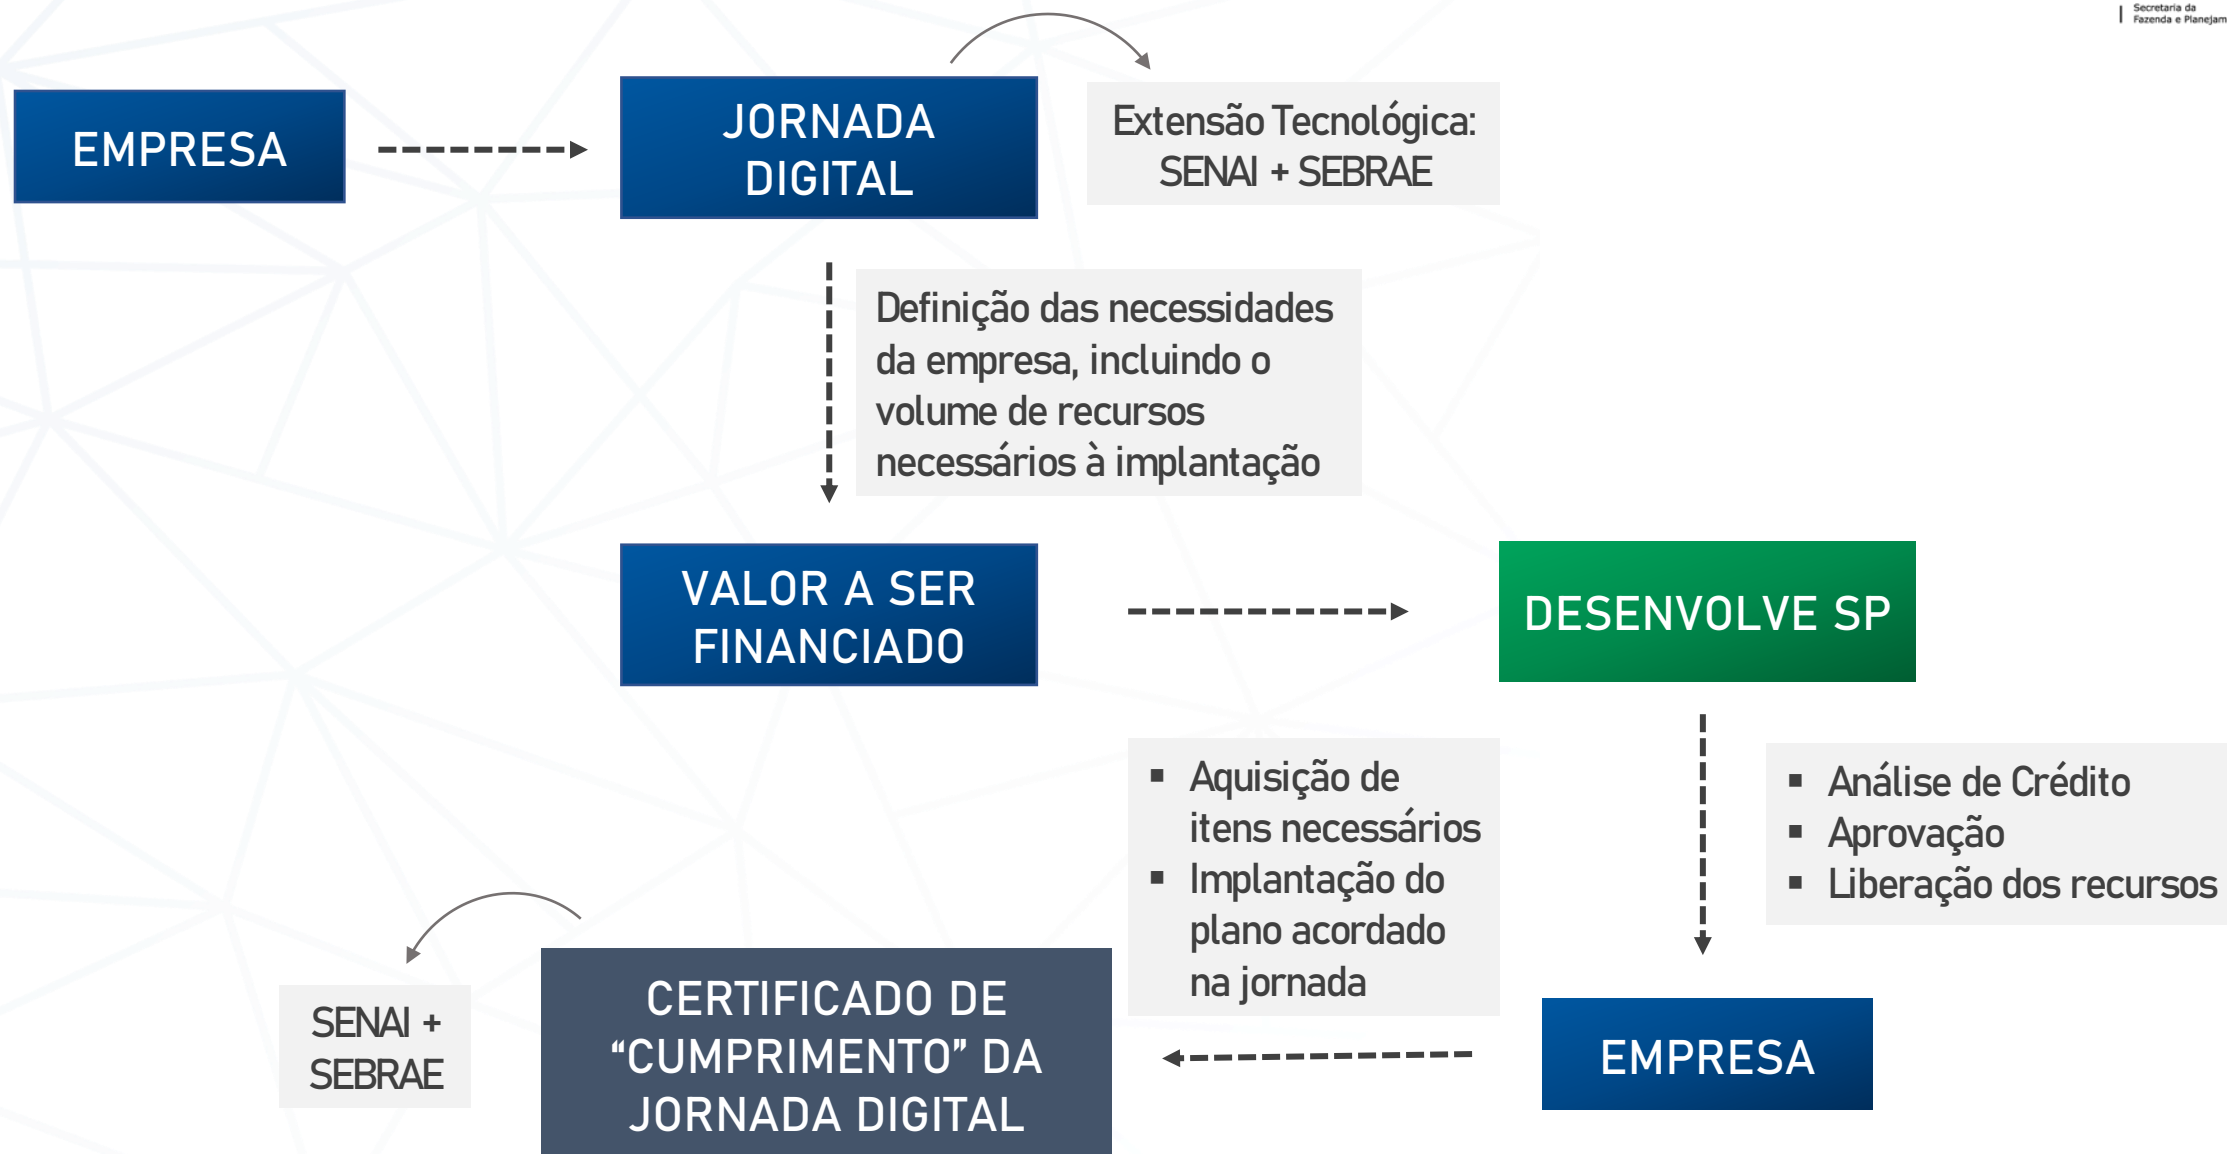 Secretaria da
Fazenda e Planejam
EMPRESA
JORNADA
DIGITAL
Extensão Tecnológica:
SENAI + SEBRAE
Definição das necessidades
da empresa, incluindo o
volume de recursos
necessários à implantação
VALOR A SER
FINANCIADO
DESENVOLVE SP
▪ Análise de Crédito
▪ Aprovação
▪ Liberação dos recursos
▪ Aquisição de
itens necessários
▪ Implantação do
plano acordado
na jornada
EMPRESA
CERTIFICADO DE
“CUMPRIMENTO” DA
JORNADA DIGITAL
SENAI +
SEBRAE